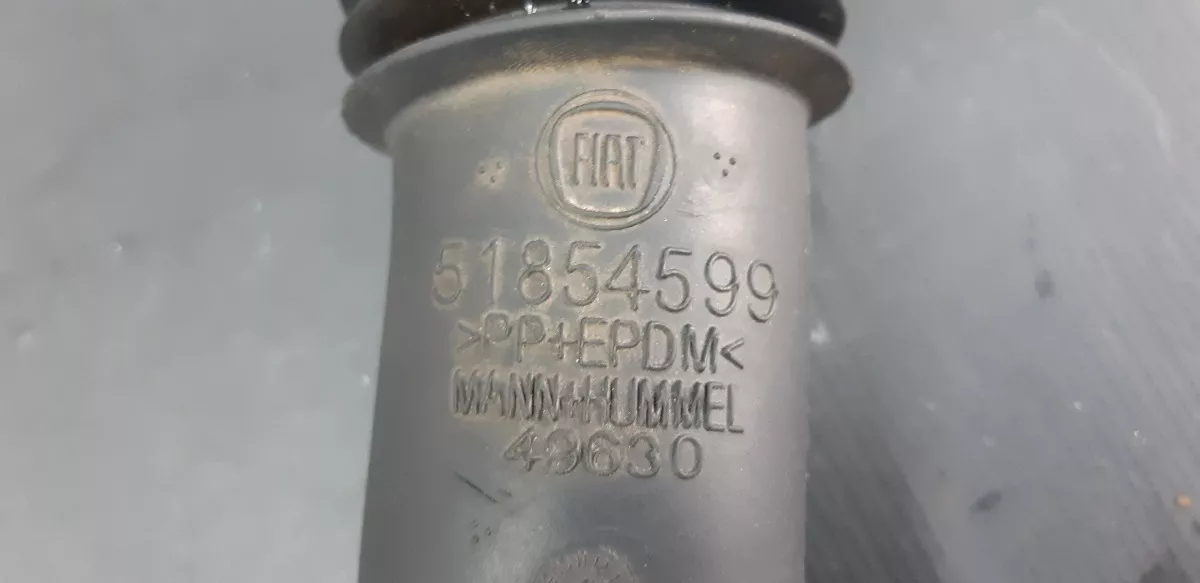 FIAT
51854599
>PP+EPDM<
MANN+HUMMEL
49630